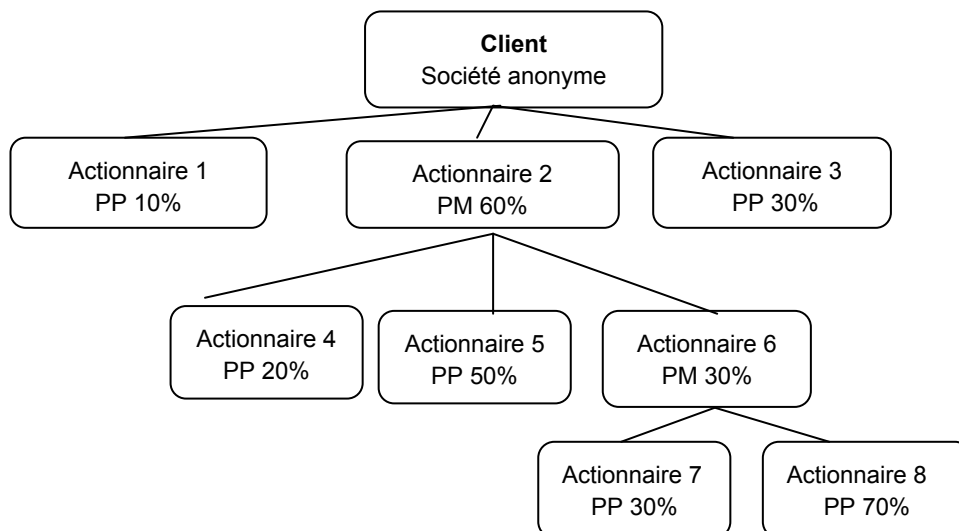 Client
Société anonyme
Actionnaire 1
PP 10%
Actionnaire 2
PM 60%
Actionnaire 3
PP 30%
Actionnaire 4
PP 20%
Actionnaire 5
PP 50%
Actionnaire 6
PM 30%
Actionnaire 7
PP 30%
Actionnaire 8
PP 70%